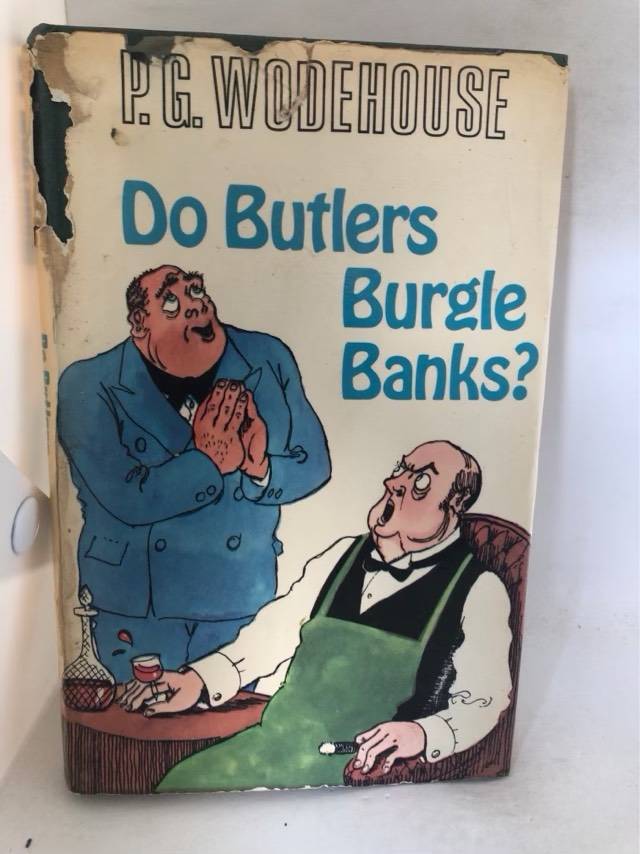 P. G. WODEHOUSE
Do Butlers
Burgle
Banks?